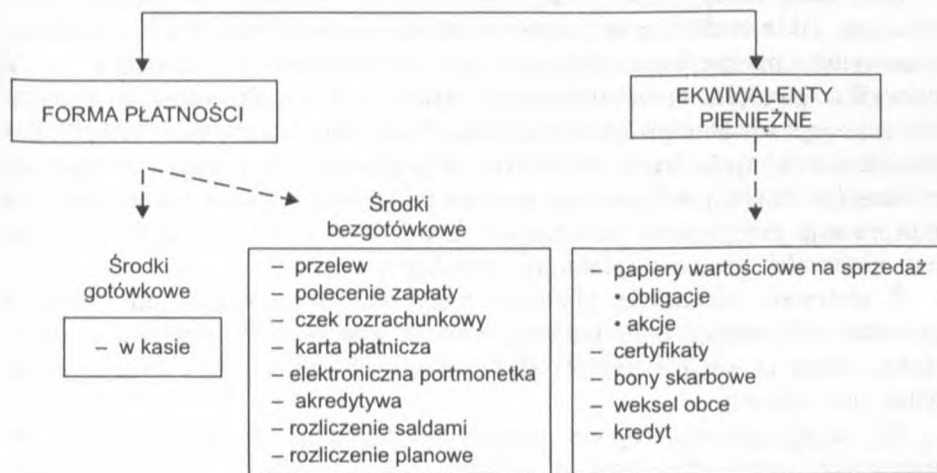 FORMA PŁATNOŚCI
EKWIWALENTY
PIENIĘŻNE
Środki
gotówkowe
– w kasie
Środki
bezgotówkowe
– przelew
– polecenie zapłaty
– czek rozrachunkowy
– karta płatnicza
– elektroniczna portmonetka
– akredytywa
– rozliczenie saldami
– rozliczenie planowe
– papiery wartościowe na sprzedaż
• obligacje
• akcje
– certyfikaty
– bony skarbowe
– weksel obce
– kredyt